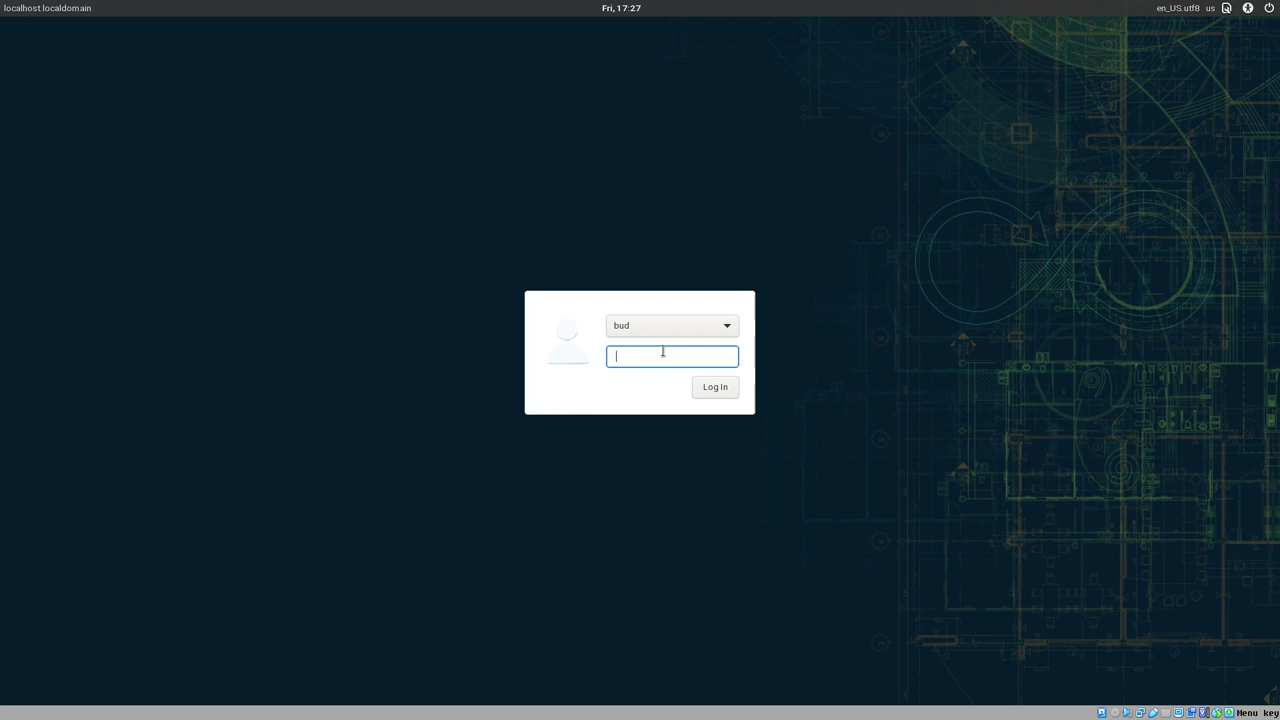 localhost.localdomain
Fri, 17:27
en_US.utf8 us
bud
Log In
Menu key